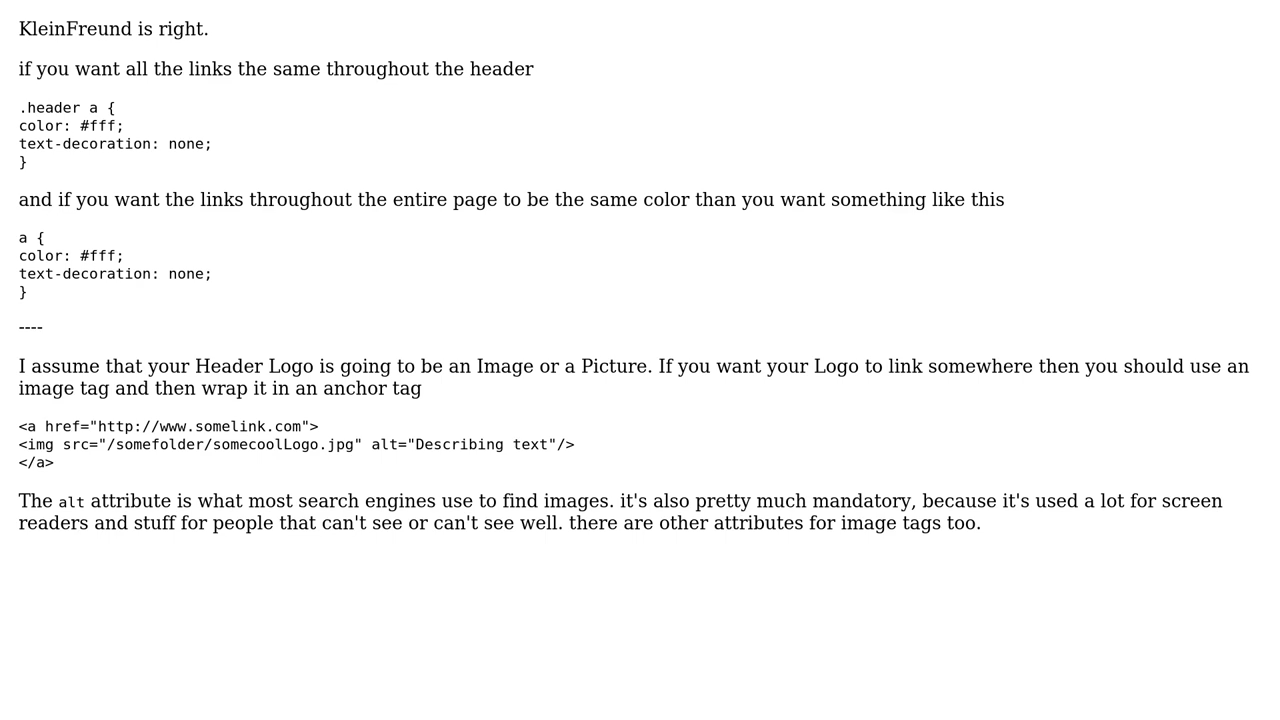 KleinFreund is right.
if you want all the links the same throughout the header
.header a {
color: #fff;
text-decoration: none;
}
and if you want the links throughout the entire page to be the same color than you want something like this
a {
color: #fff;
text-decoration: none;
}
----
I assume that your Header Logo is going to be an Image or a Picture. If you want your Logo to link somewhere then you should use an
image tag and then wrap it in an anchor tag
<a href="http://www.somelink.com">
<img src="/somefolder/somecoolLogo.jpg" alt="Describing text"/>
</a>
The alt attribute is what most search engines use to find images. it's also pretty much mandatory, because it's used a lot for screen
readers and stuff for people that can't see or can't see well. there are other attributes for image tags too.